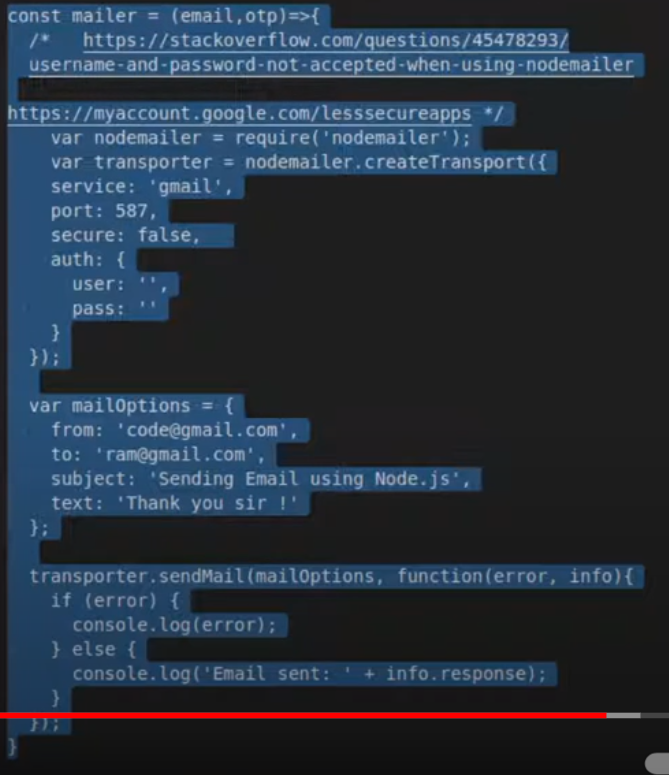 const mailer = (email,otp)=>{
/* https://stackoverflow.com/questions/45478293/
username-and-password-not-accepted-when-using-nodemailer
https://myaccount.google.com/lesssecureapps */
var nodemailer = require('nodemailer');
var transporter = nodemailer.createTransport({
service: 'gmail',
port: 587,
secure: false,
auth: {
user: '',
pass: ''
}
});
var mailOptions = {
from: 'code@gmail.com',
to: 'ram@gmail.com',
subject: 'Sending Email using Node.js',
text: 'Thank you sir !'
};
transporter.sendMail(mailOptions, function(error, info){
if (error) {
console.log(error);
} else {
console.log('Email sent: ' + info.response);
}
});
}